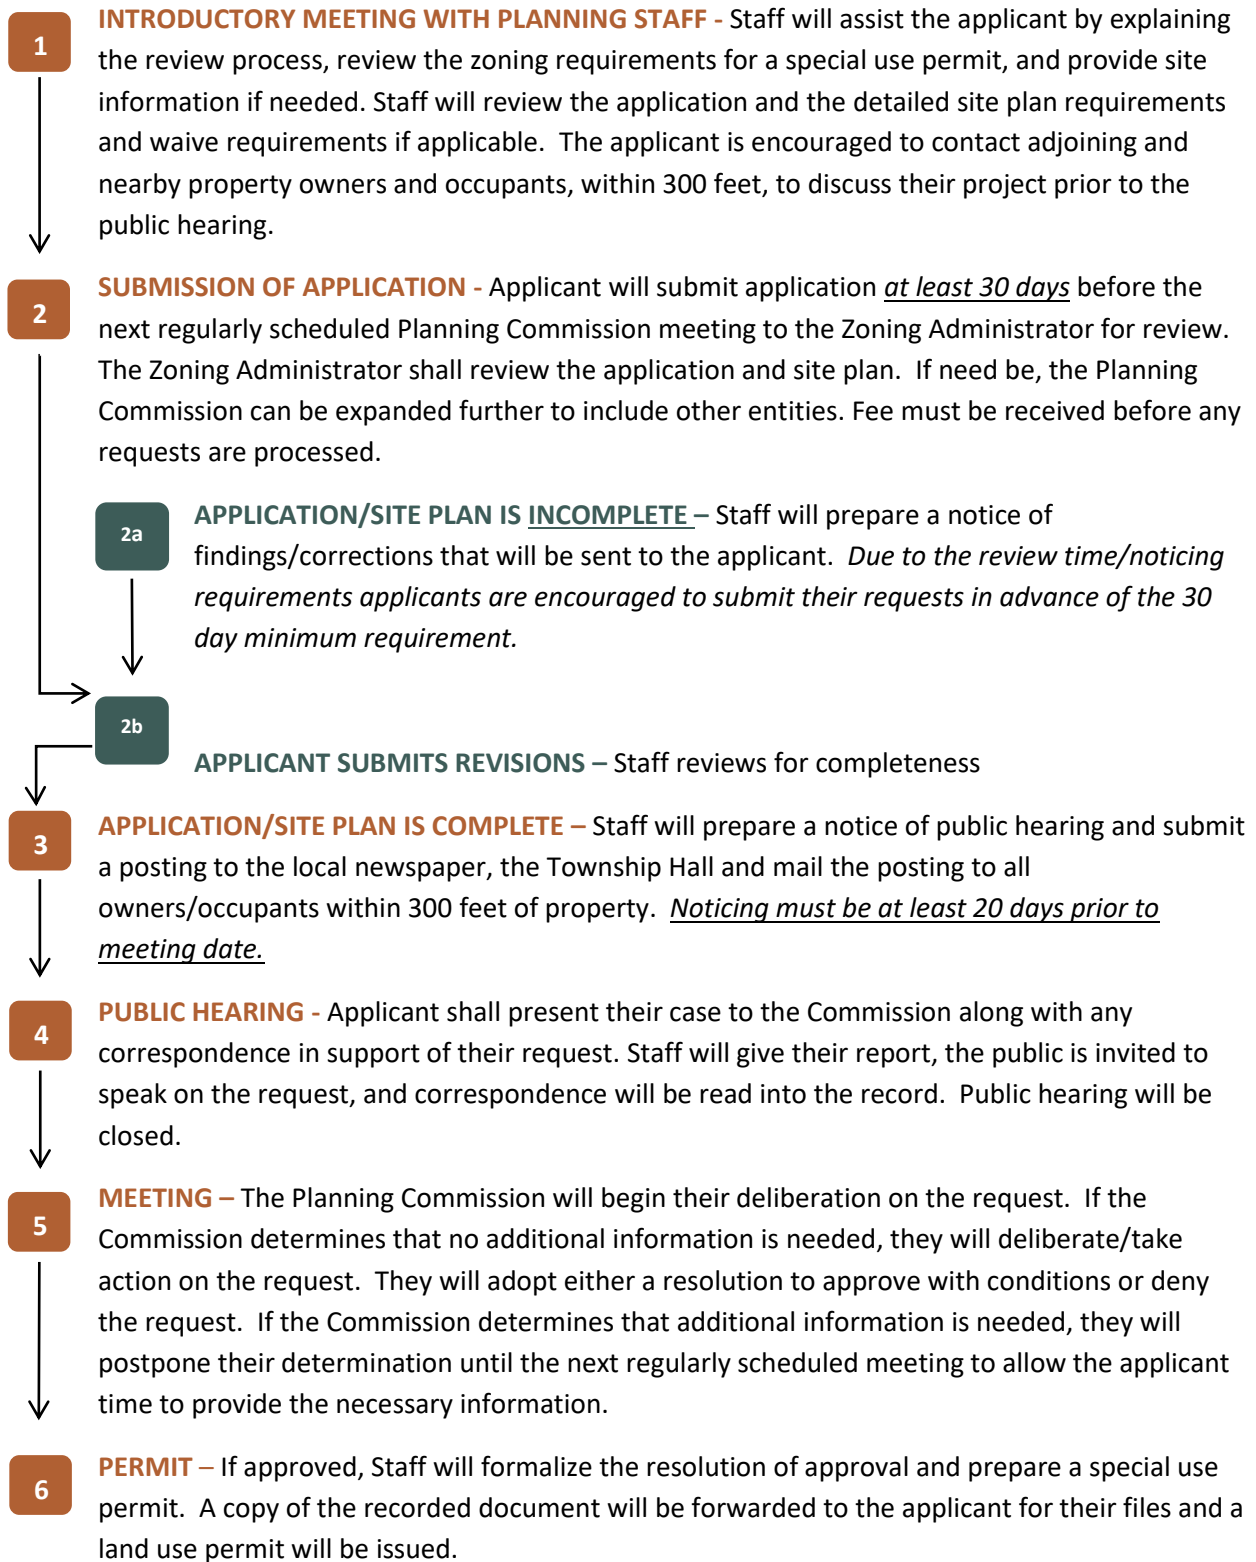 1
INTRODUCTORY MEETING WITH PLANNING STAFF - Staff will assist the applicant by explaining
the review process, review the zoning requirements for a special use permit, and provide site
information if needed. Staff will review the application and the detailed site plan requirements
and waive requirements if applicable.  The applicant is encouraged to contact adjoining and
nearby property owners and occupants, within 300 feet, to discuss their project prior to the
public hearing.
2
SUBMISSION OF APPLICATION - Applicant will submit application at least 30 days before the
next regularly scheduled Planning Commission meeting to the Zoning Administrator for review.
The Zoning Administrator shall review the application and site plan.  If need be, the Planning
Commission can be expanded further to include other entities. Fee must be received before any
requests are processed.
2a
APPLICATION/SITE PLAN IS INCOMPLETE – Staff will prepare a notice of
findings/corrections that will be sent to the applicant.  Due to the review time/noticing
requirements applicants are encouraged to submit their requests in advance of the 30
day minimum requirement.
2b
APPLICANT SUBMITS REVISIONS – Staff reviews for completeness
3
APPLICATION/SITE PLAN IS COMPLETE – Staff will prepare a notice of public hearing and submit
a posting to the local newspaper, the Township Hall and mail the posting to all
owners/occupants within 300 feet of property.  Noticing must be at least 20 days prior to
meeting date.
4
PUBLIC HEARING - Applicant shall present their case to the Commission along with any
correspondence in support of their request. Staff will give their report, the public is invited to
speak on the request, and correspondence will be read into the record.  Public hearing will be
closed.
5
MEETING – The Planning Commission will begin their deliberation on the request.  If the
Commission determines that no additional information is needed, they will deliberate/take
action on the request.  They will adopt either a resolution to approve with conditions or deny
the request.  If the Commission determines that additional information is needed, they will
postpone their determination until the next regularly scheduled meeting to allow the applicant
time to provide the necessary information.
6
PERMIT – If approved, Staff will formalize the resolution of approval and prepare a special use
permit.  A copy of the recorded document will be forwarded to the applicant for their files and a
land use permit will be issued.